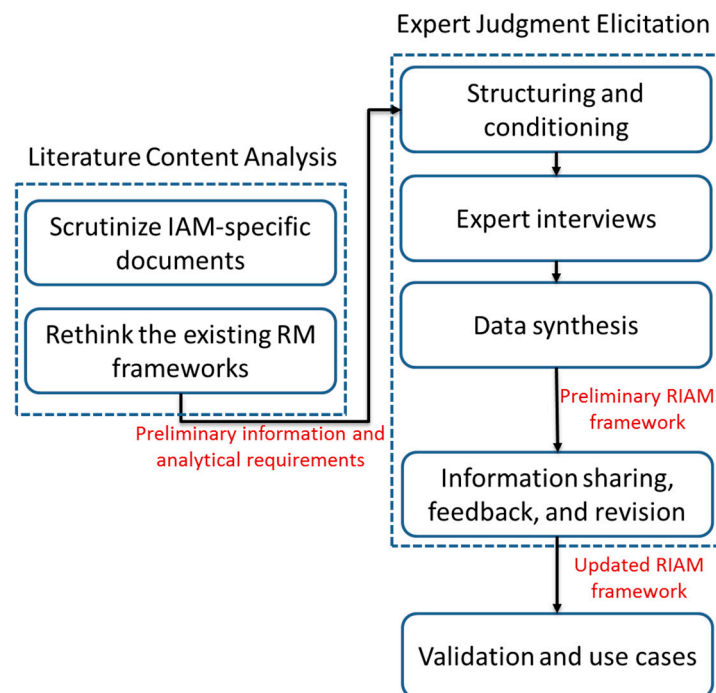 Expert Judgment Elicitation
Structuring and
conditioning
Literature Content Analysis
Scrutinize IAM-specific
documents
Expert interviews
Rethink the existing RM
frameworks
Data synthesis
Preliminary information and
analytical requirements
Preliminary RIAM
framework
Information sharing,
feedback, and revision
Updated RIAM
framework
Validation and use cases